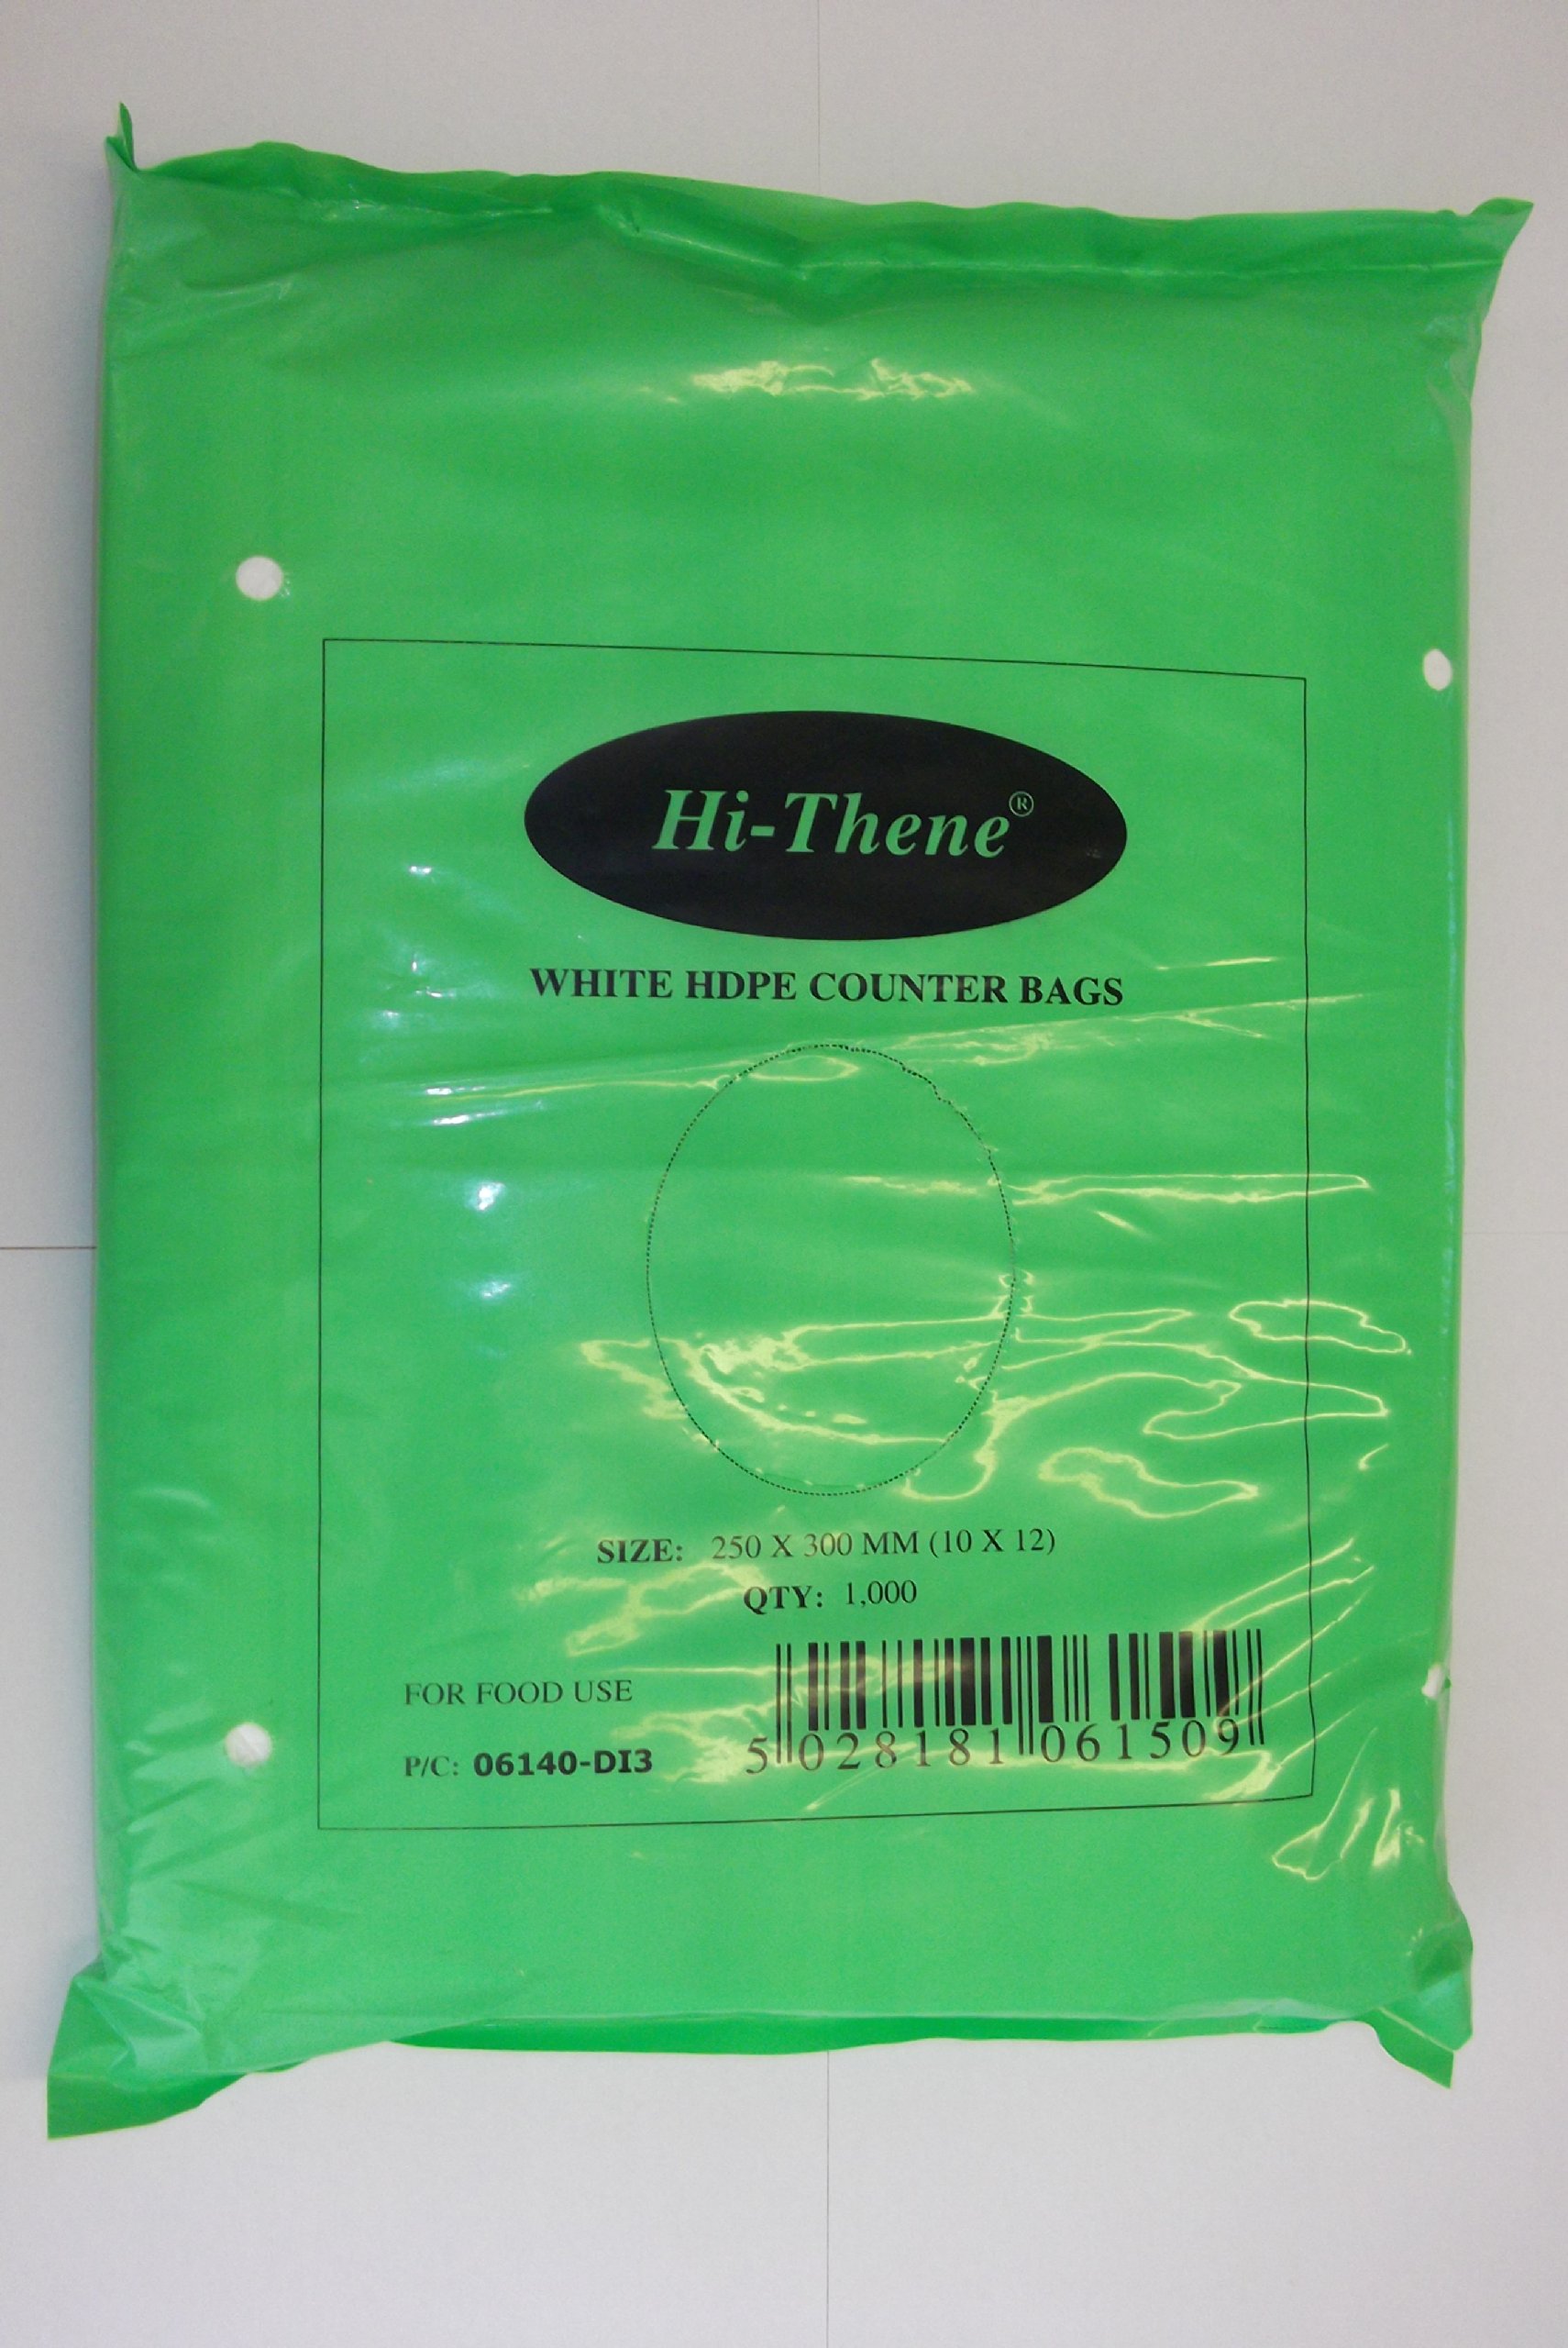 Hi-Thene®
WHITE HDPE COUNTER BAGS
SIZE: 250 X 300 MM (10 X 12)
QTY: 1,000
FOR FOOD USE
P/C: 06140-DI3
5 028181 061509